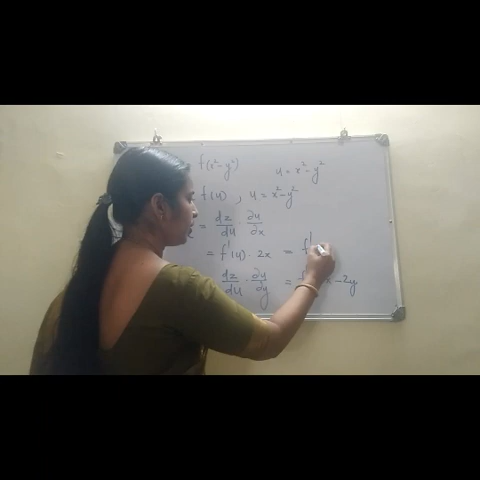 f(x²-y²) u = x²-y²
f(u) , u = x²-y²
= dz/du · ∂u/∂x
= f'(u) · 2x = f'
dz/du · ∂u/∂y = f' x -2y